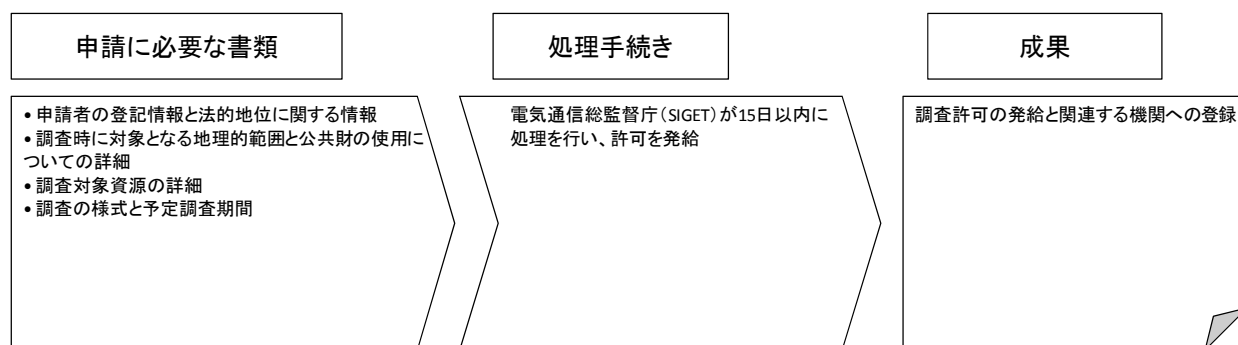 申請に必要な書類
処理手続き
成果
• 申請者の登記情報と法的地位に関する情報
• 調査時に対象となる地理的範囲と公共財の使用に
ついての詳細
• 調査対象資源の詳細
• 調査の様式と予定調査期間
電気通信総監督庁（SIGET）が15日以内に
処理を行い、許可を発給
調査許可の発給と関連する機関への登録